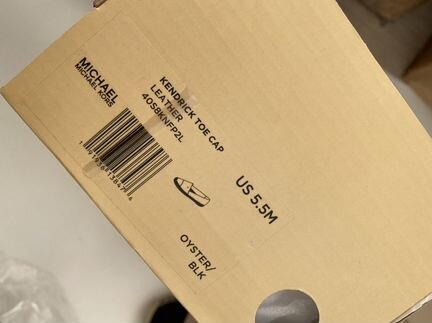 MICHAEL
MICHAEL KORS
KENDRICK TOE CAP
LEATHER
40S8KNFP2L
US 5.5M
OYSTER/
BLK